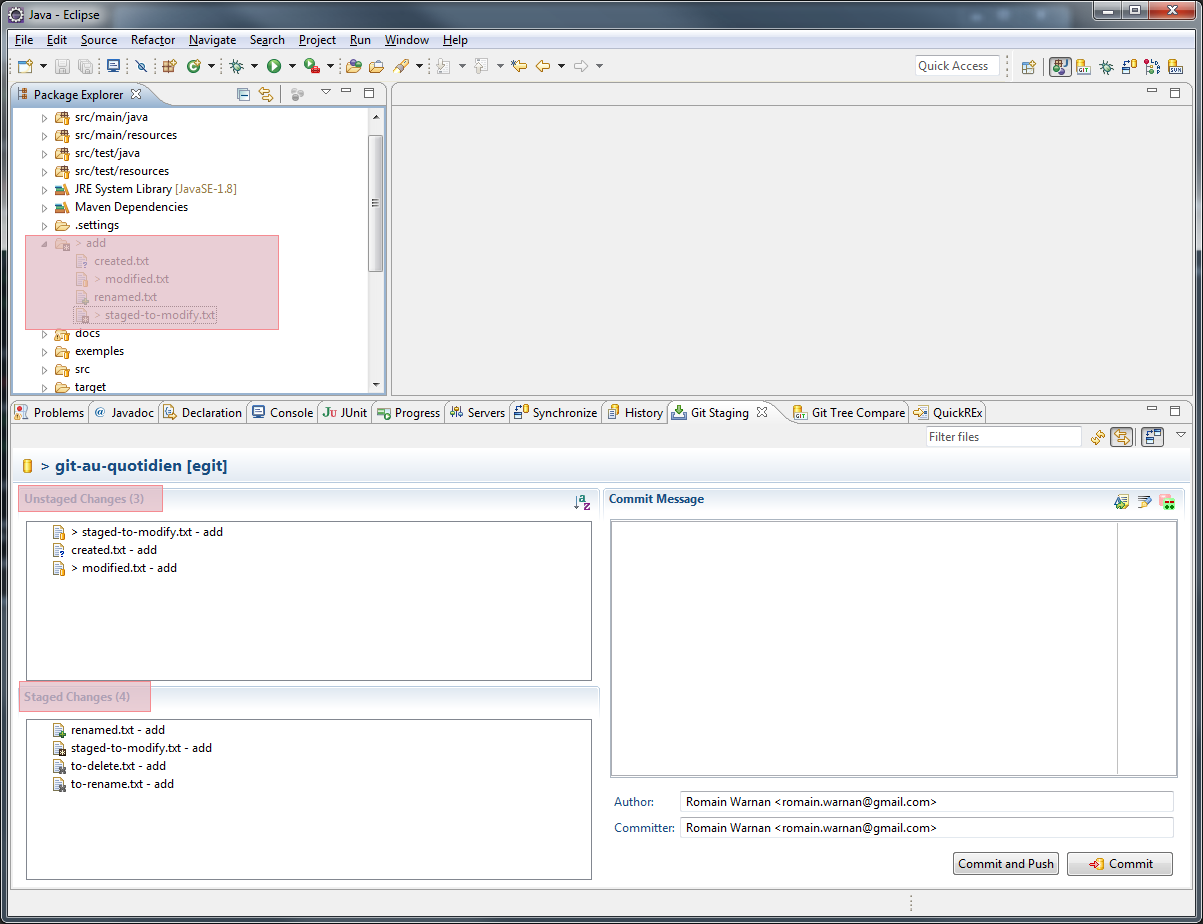 Java - Eclipse
File Edit Source Refactor Navigate Search Project Run Window Help
Quick Access
Package Explorer
src/main/java
src/main/resources
src/test/java
src/test/resources
JRE System Library [JavaSE-1.8]
Maven Dependencies
.settings
> add
created.txt
> modified.txt
renamed.txt
> staged-to-modify.txt
docs
exemples
src
target
Problems @ Javadoc Declaration Console Ju JUnit Progress Servers Synchronize History Git Staging Git Tree Compare QuickREx
Filter files
> git-au-quotidien [egit]
Unstaged Changes (3)
> staged-to-modify.txt - add
created.txt - add
> modified.txt - add
Staged Changes (4)
renamed.txt - add
staged-to-modify.txt - add
to-delete.txt - add
to-rename.txt - add
Commit Message
Author: Romain Warnan <romain.warnan@gmail.com>
Committer: Romain Warnan <romain.warnan@gmail.com>
Commit and Push Commit